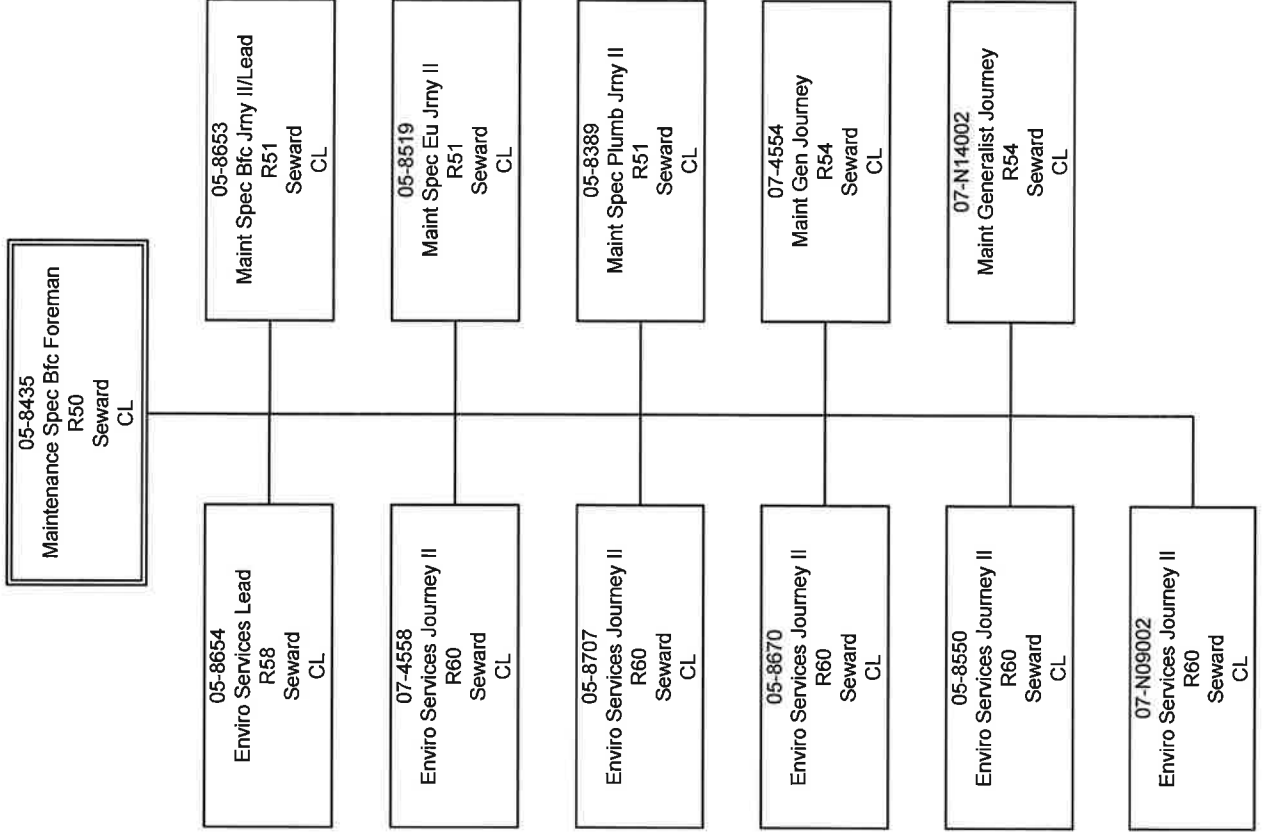 05-8435
Maintenance Spec Bfc Foreman
R50
Seward
CL
05-8654
Enviro Services Lead
R58
Seward
CL
05-8653
Maint Spec Bfc Jrny II/Lead
R51
Seward
CL
07-4558
Enviro Services Journey II
R60
Seward
CL
05-8519
Maint Spec Eu Jrny II
R51
Seward
CL
05-8707
Enviro Services Journey II
R60
Seward
CL
05-8389
Maint Spec Plumb Jrny II
R51
Seward
CL
05-8670
Enviro Services Journey II
R60
Seward
CL
07-4554
Maint Gen Journey
R54
Seward
CL
05-8550
Enviro Services Journey II
R60
Seward
CL
07-N14002
Maint Generalist Journey
R54
Seward
CL
07-N09002
Enviro Services Journey II
R60
Seward
CL